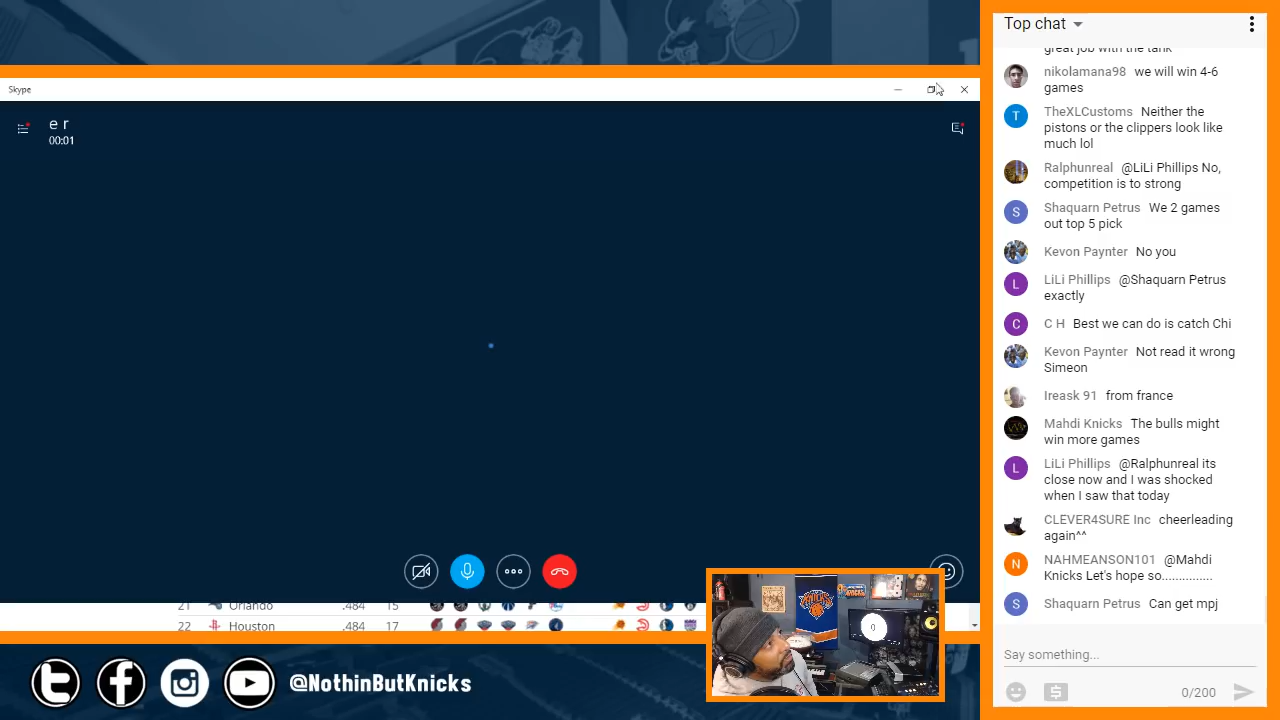 Skype
e r
00:01
21 Orlando .484 15
22 Houston .484 17
KNICKS
0
@NothinButKnicks
Top chat
great job with the tank
nikolamana98 we will win 4-6
games
TheXLCustoms Neither the
pistons or the clippers look like
much lol
Ralphunreal @LiLi Phillips No,
competition is to strong
S Shaquarn Petrus We 2 games
out top 5 pick
Kevon Paynter No you
L LiLi Phillips @Shaquarn Petrus
exactly
C C H Best we can do is catch Chi
Kevon Paynter Not read it wrong
Simeon
Ireask 91 from france
Mahdi Knicks The bulls might
win more games
L LiLi Phillips @Ralphunreal its
close now and I was shocked
when I saw that today
CLEVER4SURE Inc cheerleading
again^^
N NAHMEANSON101 @Mahdi
Knicks Let's hope so..............
S Shaquarn Petrus Can get mpj
Say something...
0/200